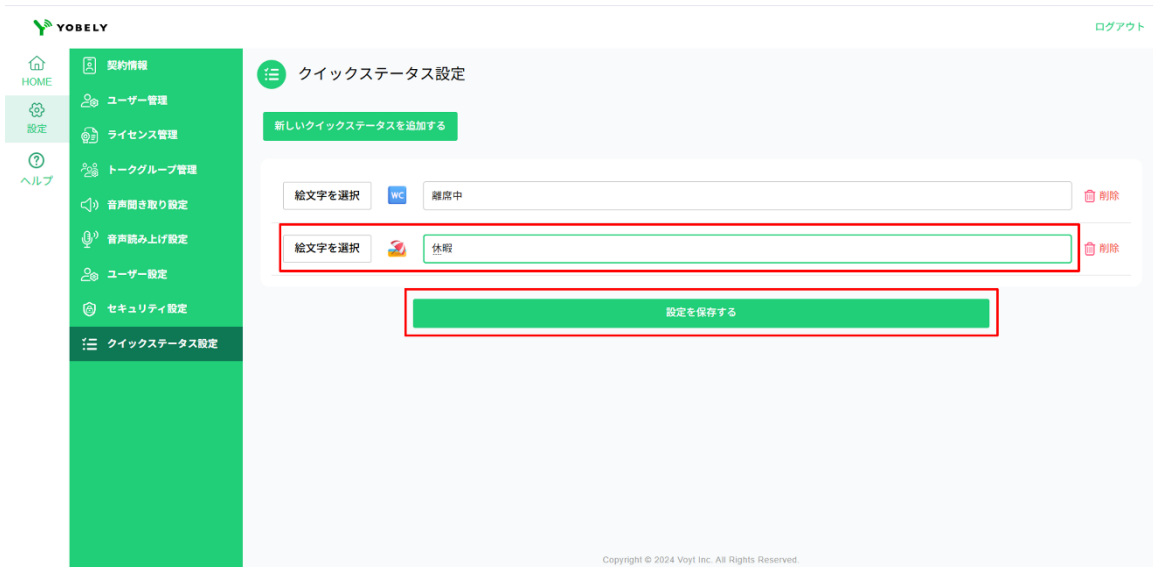 YOBELY
ログアウト
HOME
設定
ヘルプ
契約情報
ユーザー管理
ライセンス管理
トークグループ管理
音声聞き取り設定
音声読み上げ設定
ユーザー設定
セキュリティ設定
クイックステータス設定
クイックステータス設定
新しいクイックステータスを追加する
絵文字を選択 WC 離席中 削除
絵文字を選択 休暇 削除
設定を保存する
Copyright © 2024 Voyt Inc. All Rights Reserved.